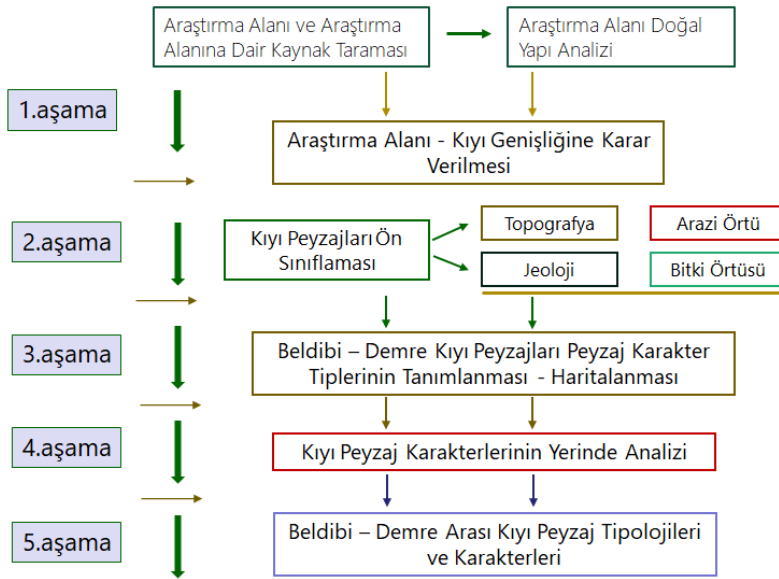 Araştırma Alanı ve Araştırma
Alanına Dair Kaynak Taraması
Araştırma Alanı Doğal
Yapı Analizi
1.aşama
Araştırma Alanı - Kıyı Genişliğine Karar
Verilmesi
2.aşama
Kıyı Peyzajları Ön
Sınıflaması
Topografya
Arazi Örtü
Jeoloji
Bitki Örtüsü
3.aşama
Beldibi – Demre Kıyı Peyzajları Peyzaj Karakter
Tiplerinin Tanımlanması - Haritalanması
4.aşama
Kıyı Peyzaj Karakterlerinin Yerinde Analizi
5.aşama
Beldibi – Demre Arası Kıyı Peyzaj Tipolojileri
ve Karakterleri